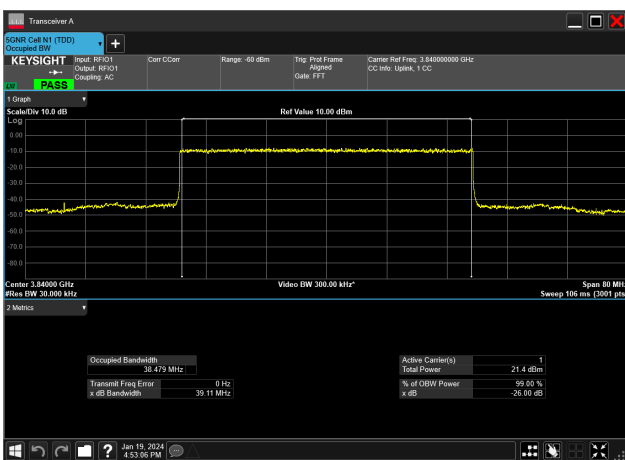 Transceiver A
5GNR Cell N1 (TDD)
Occupied BW
KEYSIGHT
PASS
Input: RFIO1
Output: RFIO1
Coupling: AC
Corr CCorr
Range: -60 dBm
Trig: Prot Frame
Aligned
Gate: FFT
Carrier Ref Freq: 3.840000000 GHz
CC Info: Uplink, 1 CC
1 Graph
Scale/Div 10.0 dB
Ref Value 10.00 dBm
Log
0.00
-10.0
-20.0
-30.0
-40.0
-50.0
-60.0
-70.0
-80.0
Center 3.84000 GHz
Video BW 300.00 kHz*
Span 80 MHz
#Res BW 30.000 kHz
Sweep 106 ms (3001 pts
2 Metrics
Occupied Bandwidth
38.479 MHz
Active Carrier(s) 1
Total Power 21.4 dBm
Transmit Freq Error 0 Hz
x dB Bandwidth 39.11 MHz
% of OBW Power 99.00 %
x dB -26.00 dB
Jan 19, 2024
4:53:06 PM